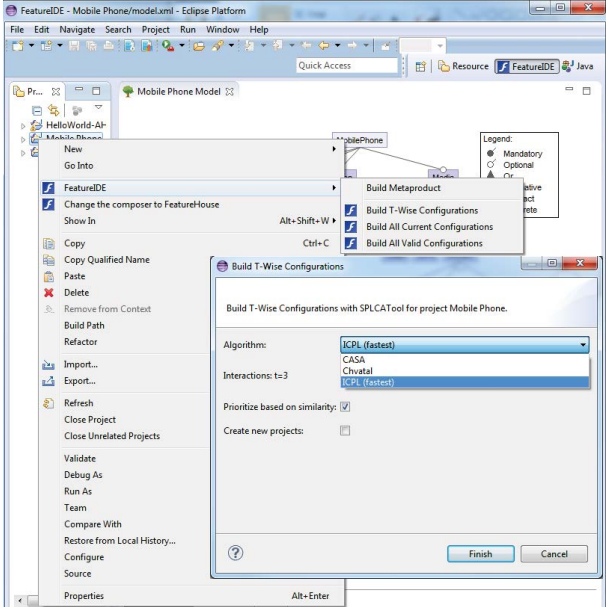 FeatureIDE - Mobile Phone/model.xml - Eclipse Platform
File Edit Navigate Search Project Run Window Help
Quick Access
Resource FeatureIDE Java
Pr... Mobile Phone Model
HelloWorld-AH
Mobile Phone
MobilePhone
Legend:
Mandatory
Optional
Or
Media
New
Go Into
FeatureIDE
Change the composer to FeatureHouse
Show In Alt+Shift+W
Copy Ctrl+C
Copy Qualified Name
Paste
Delete
Remove from Context
Build Path
Refactor
Import...
Export...
Refresh
Close Project
Close Unrelated Projects
Validate
Debug As
Run As
Team
Compare With
Restore from Local History...
Configure
Source
Properties Alt+Enter
Build Metaproduct
Build T-Wise Configurations
Build All Current Configurations
Build All Valid Configurations
Build T-Wise Configurations
Build T-Wise Configurations with SPLCATool for project Mobile Phone.
Algorithm: ICPL (fastest)
CASA
Chvatal
ICPL (fastest)
Interactions: t=3
Prioritize based on similarity:
Create new projects:
Finish Cancel